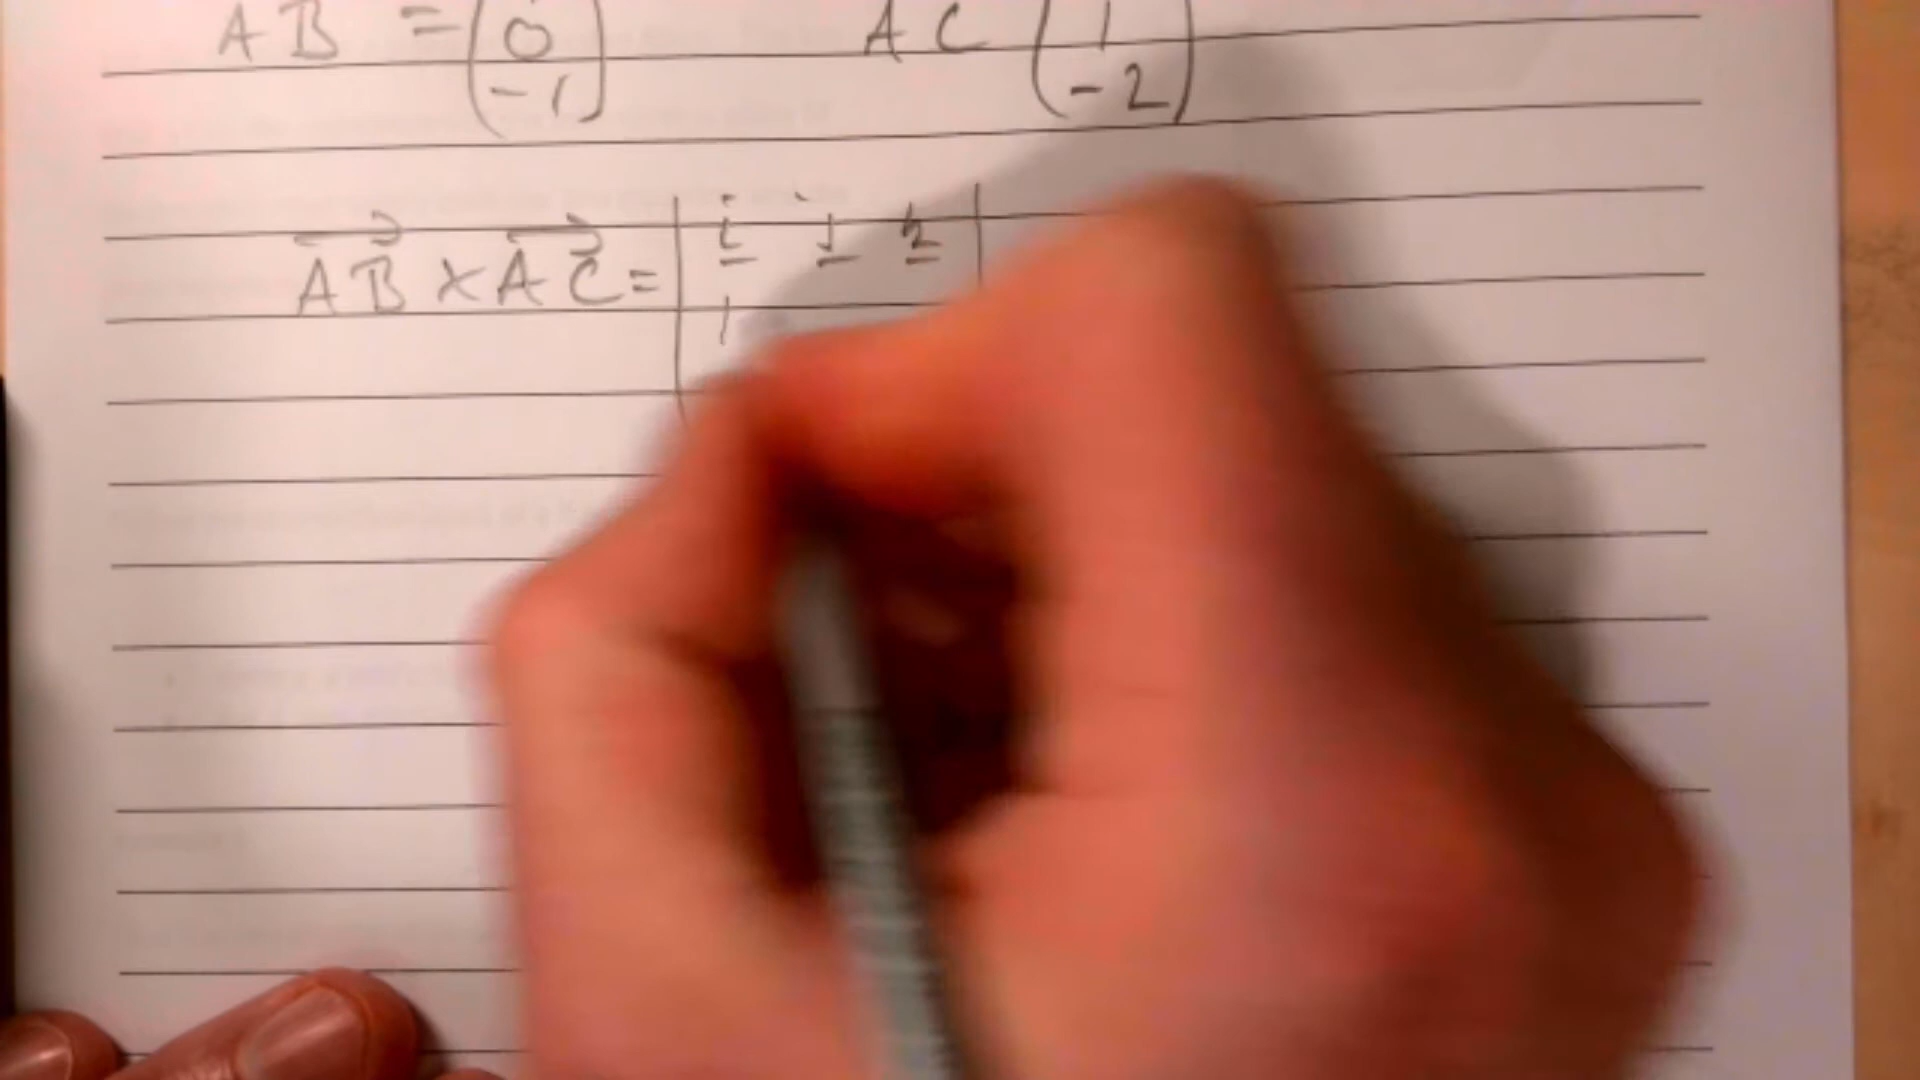 AB = (0 AC (1
-1) -2)
AB × AC = | i j k |
1